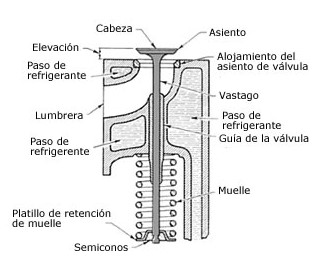 Cabeza
Asiento
Elevación
Paso de
refrigerante
Alojamiento del
asiento de válvula
Vastago
Lumbrera
Paso de
refrigerante
Guía de la válvula
Paso de
refrigerente
Muelle
Platillo de retención
de muelle
Semiconos